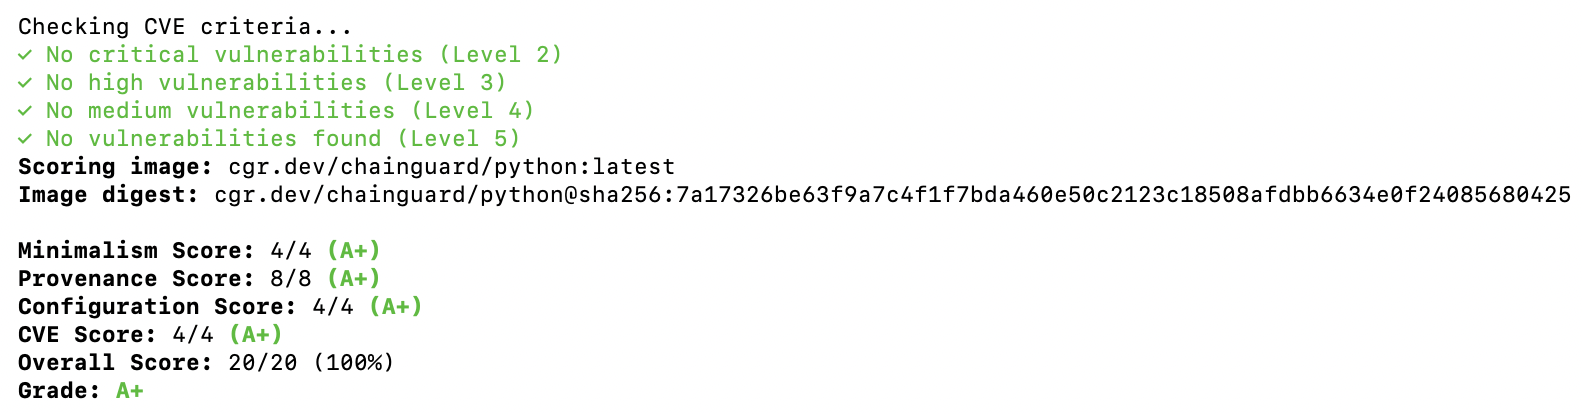 Checking CVE criteria...
✓ No critical vulnerabilities (Level 2)
✓ No high vulnerabilities (Level 3)
✓ No medium vulnerabilities (Level 4)
✓ No vulnerabilities found (Level 5)
Scoring image: cgr.dev/chainguard/python:latest
Image digest: cgr.dev/chainguard/python@sha256:7a17326be63f9a7c4f1f7bda460e50c2123c18508afdbb6634e0f24085680425
Minimalism Score: 4/4 (A+)
Provenance Score: 8/8 (A+)
Configuration Score: 4/4 (A+)
CVE Score: 4/4 (A+)
Overall Score: 20/20 (100%)
Grade: A+